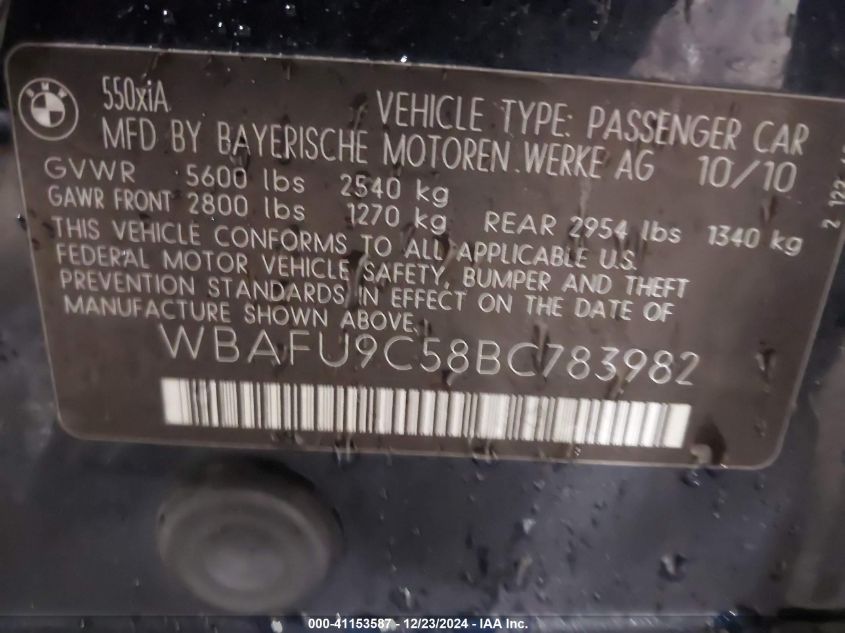 BMW
550xiA
VEHICLE TYPE: PASSENGER CAR
MFD BY BAYERISCHE MOTOREN WERKE AG 10/10
GVWR 5600 lbs 2540 kg
GAWR FRONT 2800 lbs 1270 kg REAR 2954 lbs 1340 kg
THIS VEHICLE CONFORMS TO ALL APPLICABLE U.S.
FEDERAL MOTOR VEHICLE SAFETY, BUMPER AND THEFT
PREVENTION STANDARDS IN EFFECT ON THE DATE OF
MANUFACTURE SHOWN ABOVE.
WBAFU9C58BC783982
2 122
000-41153587 - 12/23/2024 - IAA Inc.